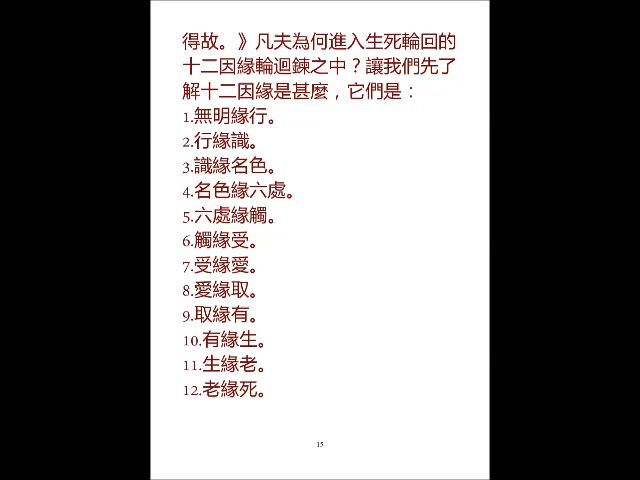 得故。》凡夫為何進入生死輪回的
十二因緣輪迴鍊之中？讓我們先了
解十二因緣是甚麼，它們是：
1.無明緣行。
2.行緣識。
3.識緣名色。
4.名色緣六處。
5.六處緣觸。
6.觸緣受。
7.受緣愛。
8.愛緣取。
9.取緣有。
10.有緣生。
11.生緣老。
12.老緣死。
15